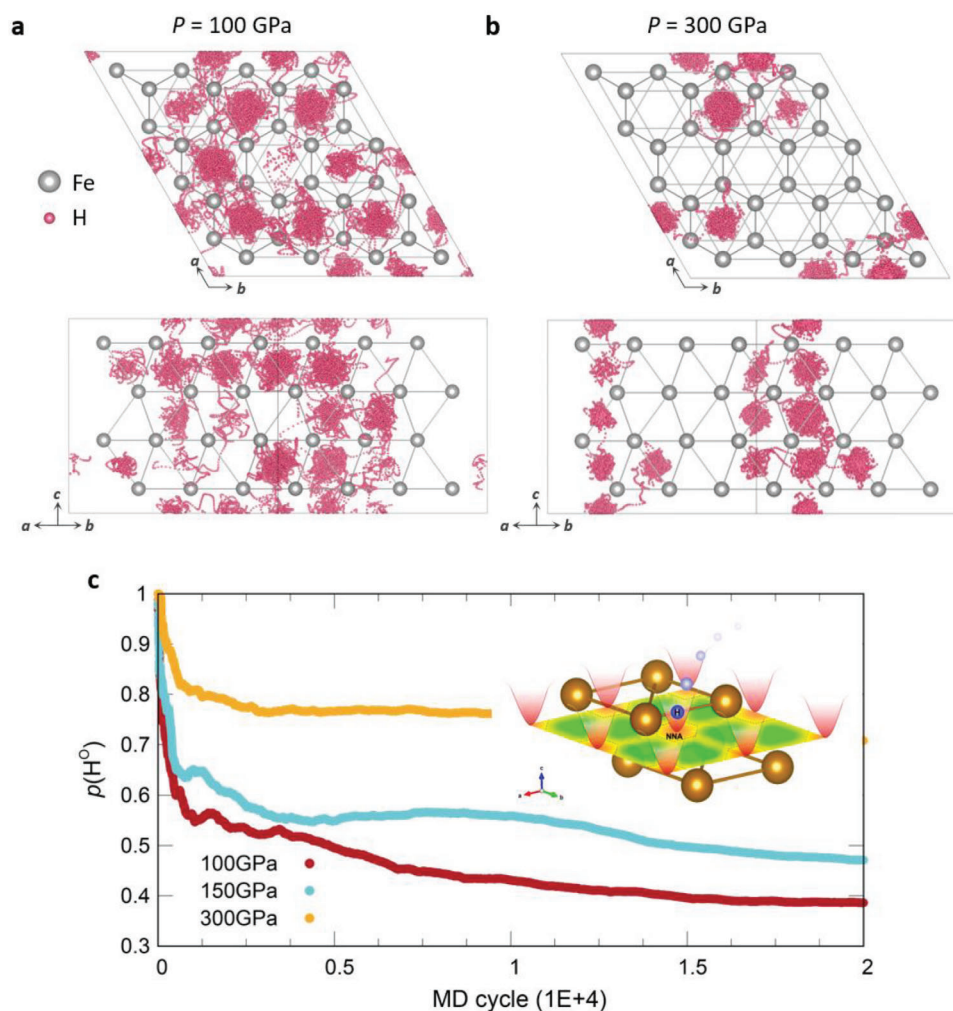 a
P = 100 GPa
b
P = 300 GPa
Fe
H
a
b
a
b
c
a
b
c
a
b
c
1
0.9
0.8
0.7
0.6
0.5
0.4
0.3
p(H^O)
H
NNA
c
a
b
100GPa
150GPa
300GPa
0
0.5
1
1.5
2
MD cycle (1E+4)